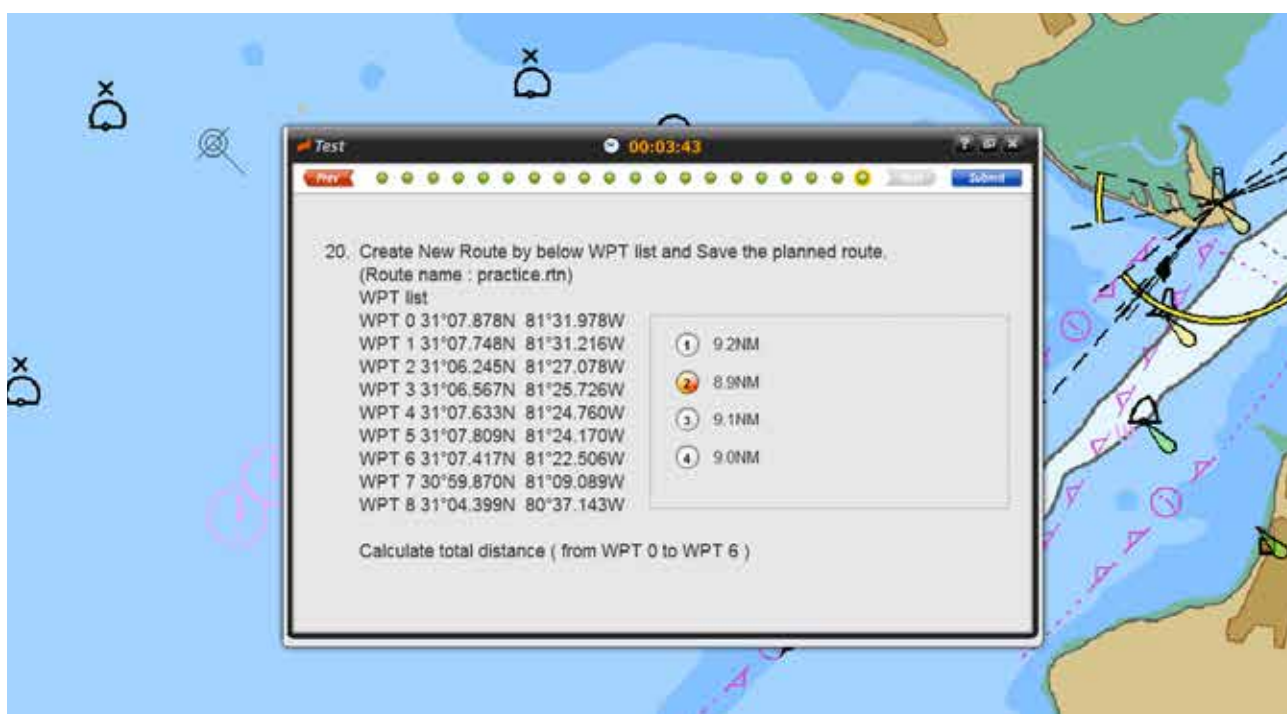 Test
00:03:43
? X
Prev
Submit
20. Create New Route by below WPT list and Save the planned route.
(Route name : practice.rtn)
WPT list
WPT 0 31°07.878N 81°31.978W
WPT 1 31°07.748N 81°31.216W
WPT 2 31°06.245N 81°27.078W
WPT 3 31°06.567N 81°25.726W
WPT 4 31°07.633N 81°24.760W
WPT 5 31°07.809N 81°24.170W
WPT 6 31°07.417N 81°22.506W
WPT 7 30°59.870N 81°09.089W
WPT 8 31°04.399N 80°37.143W
1 9.2NM
2 8.9NM
3 9.1NM
4 9.0NM
Calculate total distance ( from WPT 0 to WPT 6 )